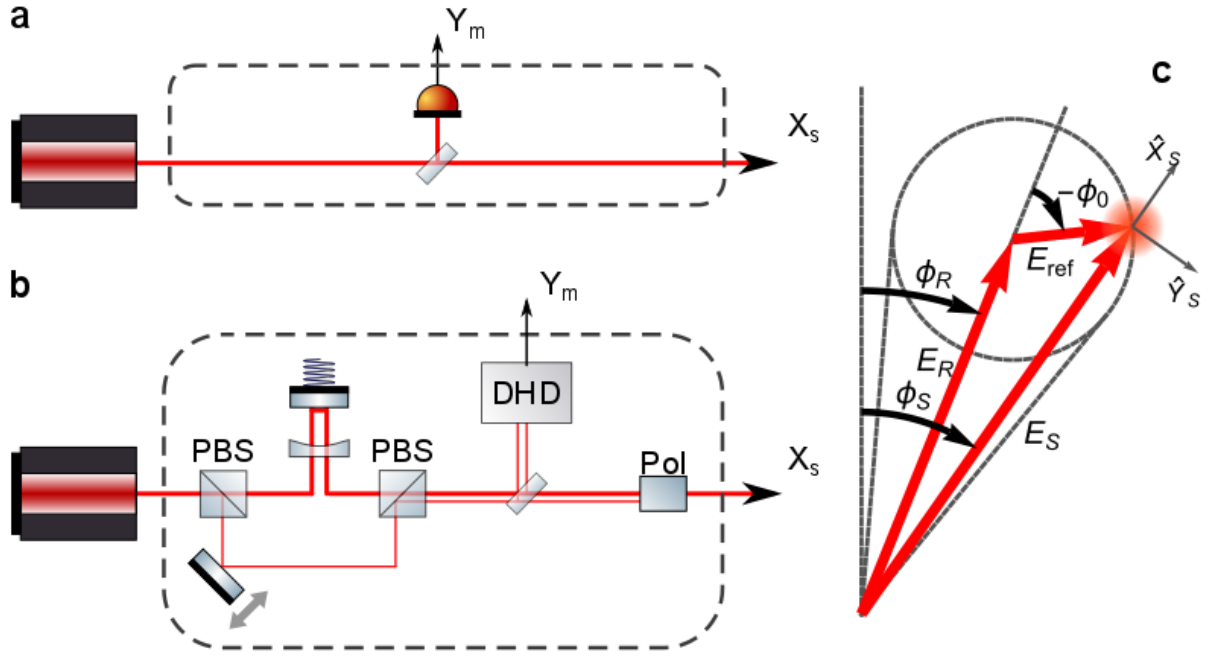 a
Y_m
X_s
b
Y_m
DHD
PBS
PBS
Pol
X_s
c
X̂_S
-ϕ_0
E_ref
Ŷ_S
ϕ_R
E_R
ϕ_S
E_S